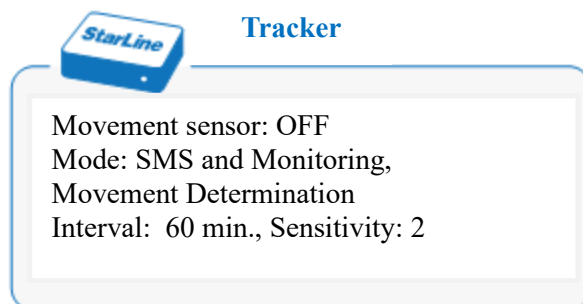 StarLine
Tracker
Movement sensor: OFF
Mode: SMS and Monitoring,
Movement Determination
Interval:  60 min., Sensitivity: 2